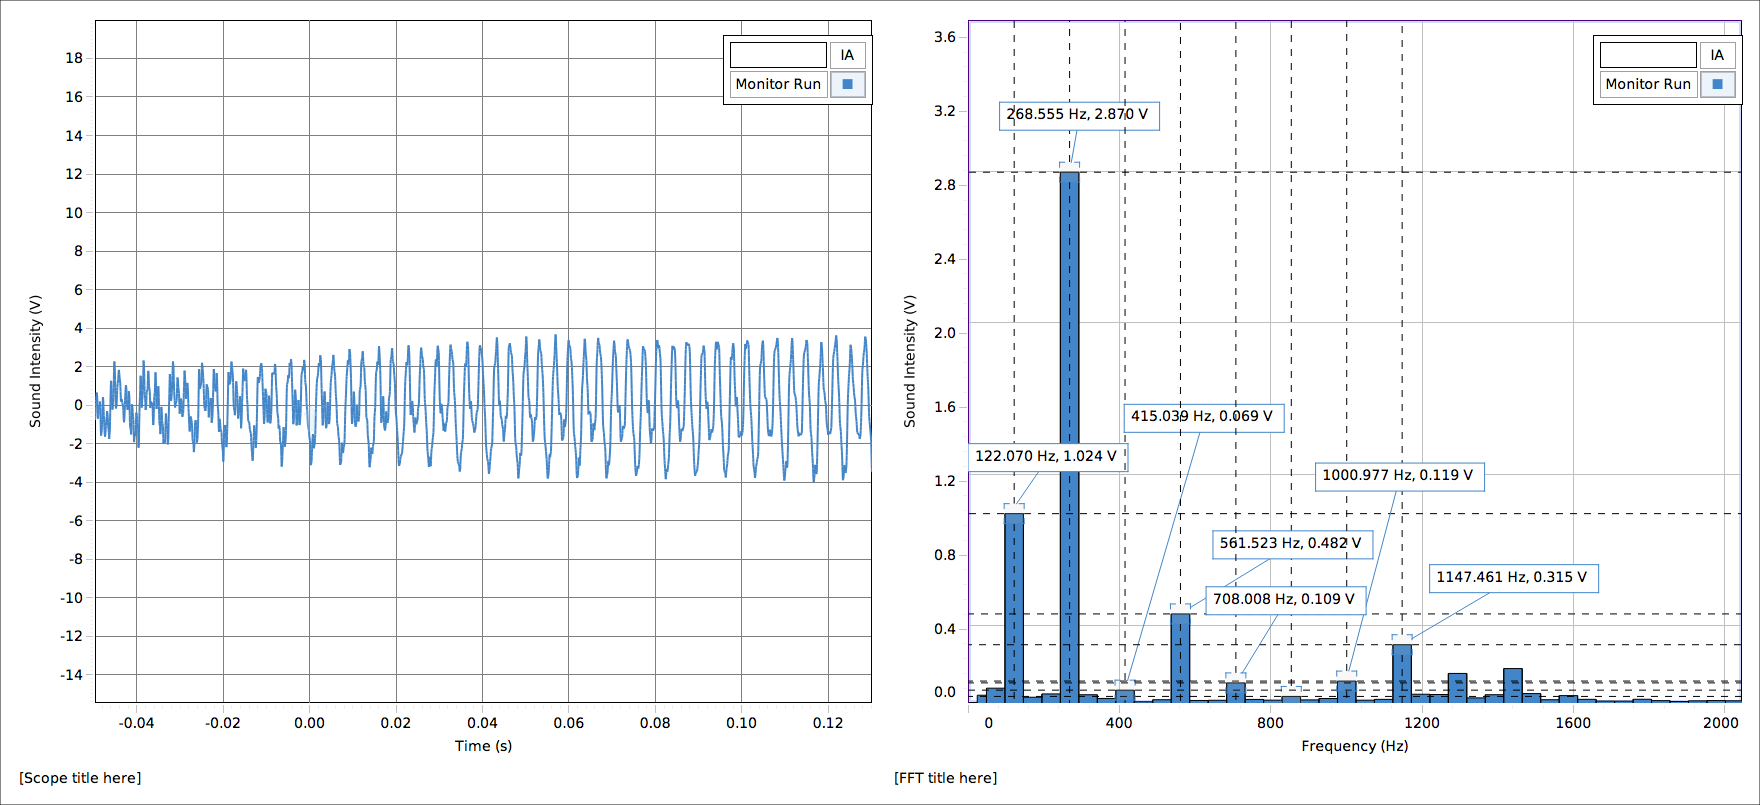 18
16
14
12
10
8
6
4
2
0
-2
-4
-6
-8
-10
-12
-14
Sound Intensity (V)
-0.04 -0.02 0.00 0.02 0.04 0.06 0.08 0.10 0.12
Time (s)
IA
Monitor Run
[Scope title here]
3.6
3.2
2.8
2.4
2.0
1.6
1.2
0.8
0.4
0.0
Sound Intensity (V)
IA
Monitor Run
268.555 Hz, 2.870 V
415.039 Hz, 0.069 V
122.070 Hz, 1.024 V
1000.977 Hz, 0.119 V
561.523 Hz, 0.482 V
1147.461 Hz, 0.315 V
708.008 Hz, 0.109 V
0 400 800 1200 1600 2000
Frequency (Hz)
[FFT title here]